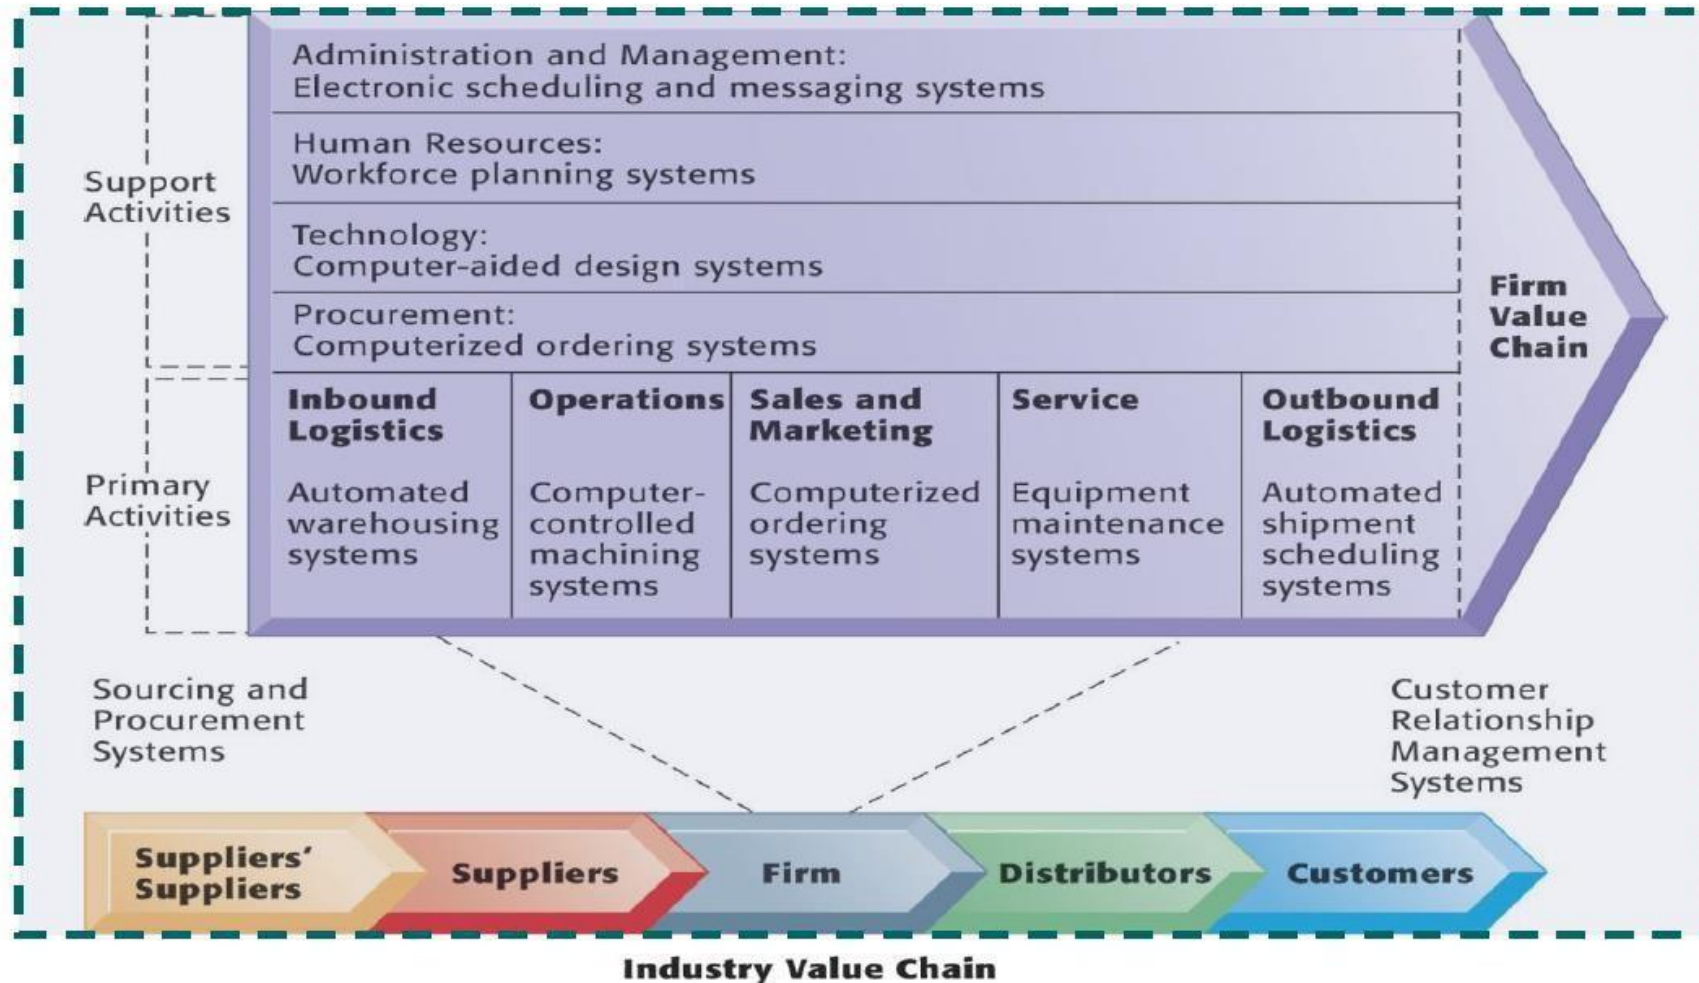 Administration and Management:
Electronic scheduling and messaging systems
Human Resources:
Workforce planning systems
Support
Activities
Technology:
Computer-aided design systems
Procurement:
Computerized ordering systems
Firm
Value
Chain
Primary
Activities
Inbound
Logistics
Automated
warehousing
systems
Operations
Computer-
controlled
machining
systems
Sales and
Marketing
Computerized
ordering
systems
Service
Equipment
maintenance
systems
Outbound
Logistics
Automated
shipment
scheduling
systems
Sourcing and
Procurement
Systems
Customer
Relationship
Management
Systems
Suppliers’
Suppliers
Suppliers
Firm
Distributors
Customers
Industry Value Chain